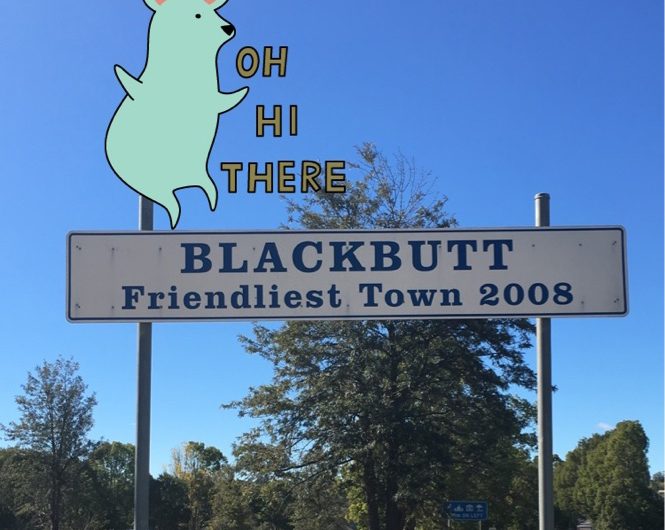 OH
HI
THERE
BLACKBUTT
Friendliest Town 2008